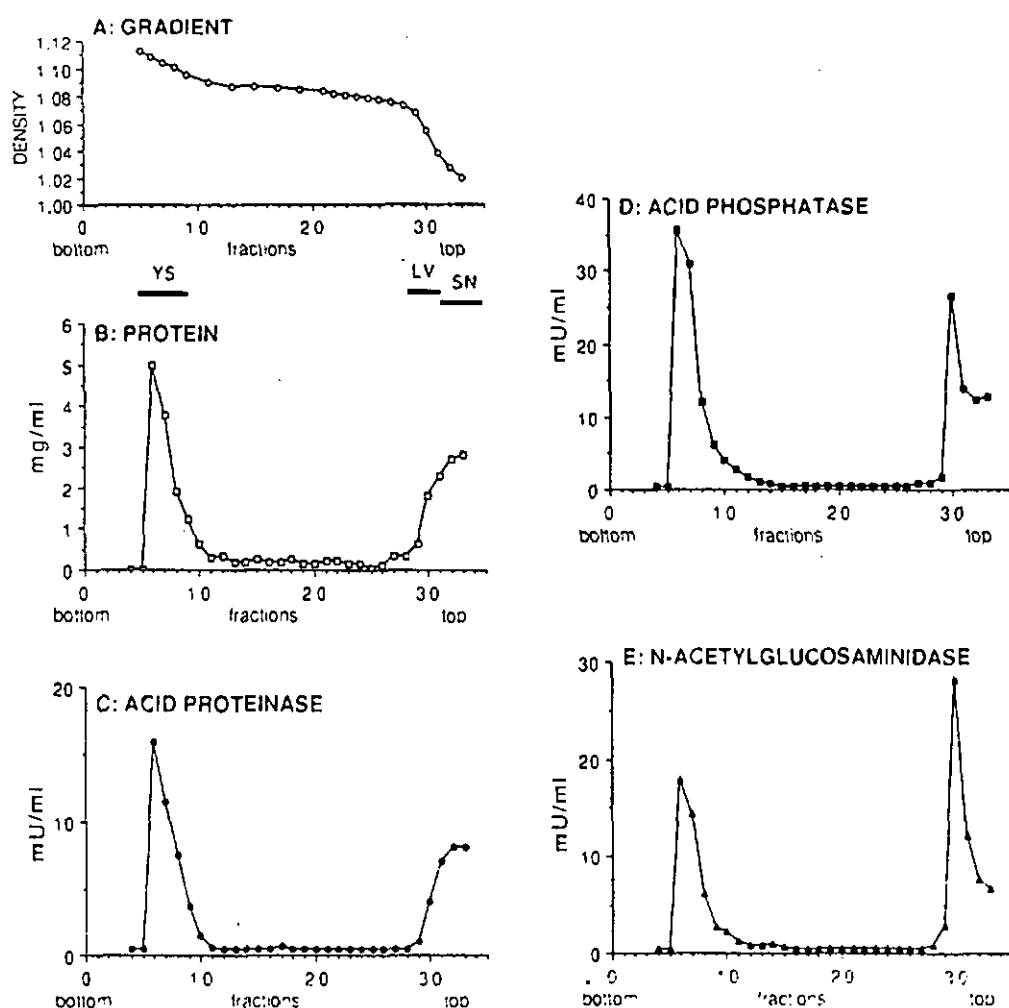 A: GRADIENT
1.12
1.10
1.08
1.06
1.04
1.02
1.00
DENSITY
0 10 20 30
bottom fractions top
YS LV SN
B: PROTEIN
6
5
4
3
2
1
0
mg/ml
0 10 20 30
bottom fractions top
C: ACID PROTEINASE
20
10
0
mU/ml
0 10 20 30
bottom fractions top
D: ACID PHOSPHATASE
40
30
20
10
0
mU/ml
0 10 20 30
bottom fractions top
E: N-ACETYLGLUCOSAMINIDASE
30
20
10
0
mU/ml
0 10 20 30
bottom fractions top